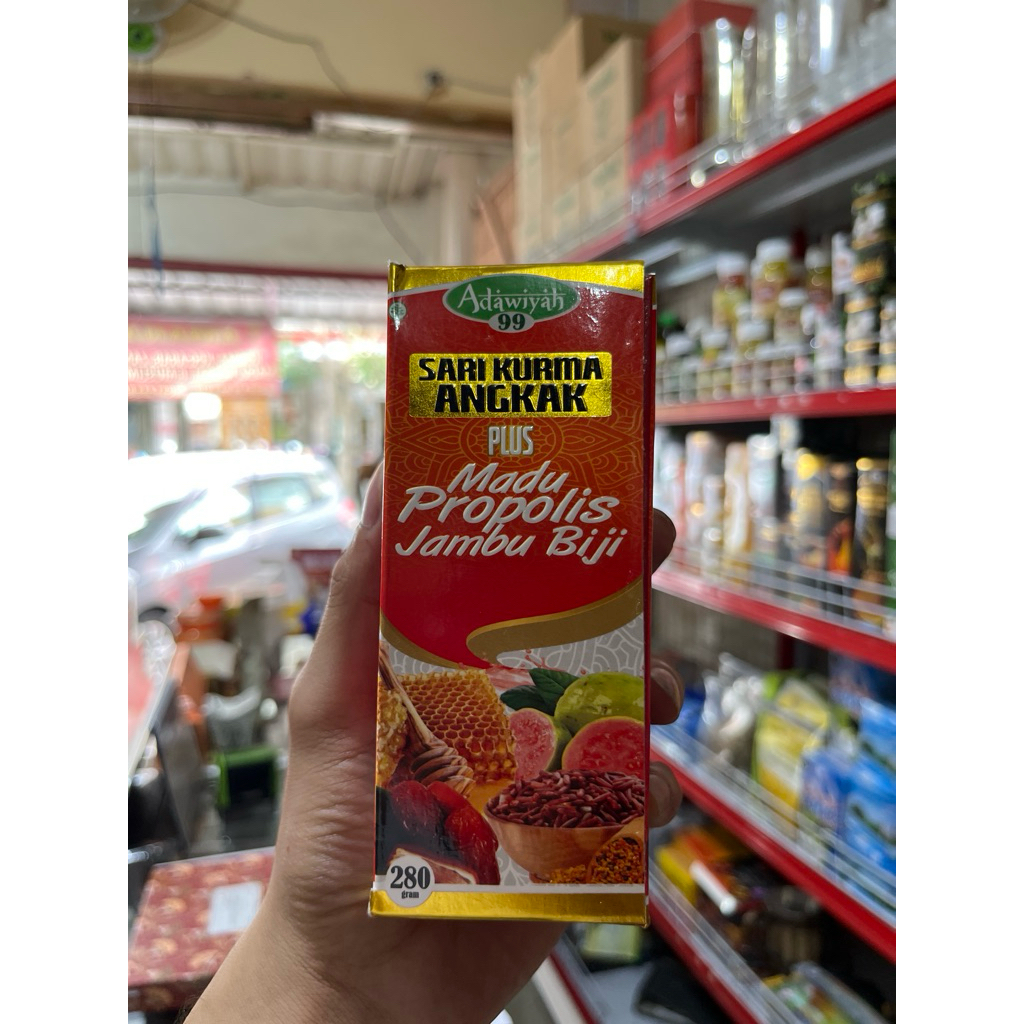 Adawiyah
99
SARI KURMA
ANGKAK
PLUS
Madu
Propolis
Jambu Biji
280
gram